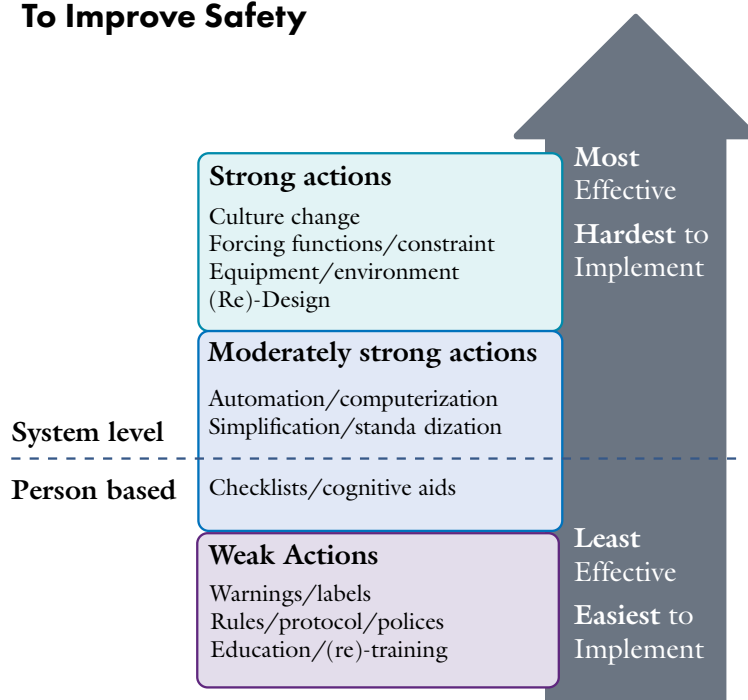 To Improve Safety
Strong actions
Culture change
Forcing functions/constraint
Equipment/environment
(Re)-Design
Most
Effective
Hardest to
Implement
Moderately strong actions
Automation/computerization
Simplification/standa dization
System level
Person based
Checklists/cognitive aids
Weak Actions
Warnings/labels
Rules/protocol/polices
Education/(re)-training
Least
Effective
Easiest to
Implement